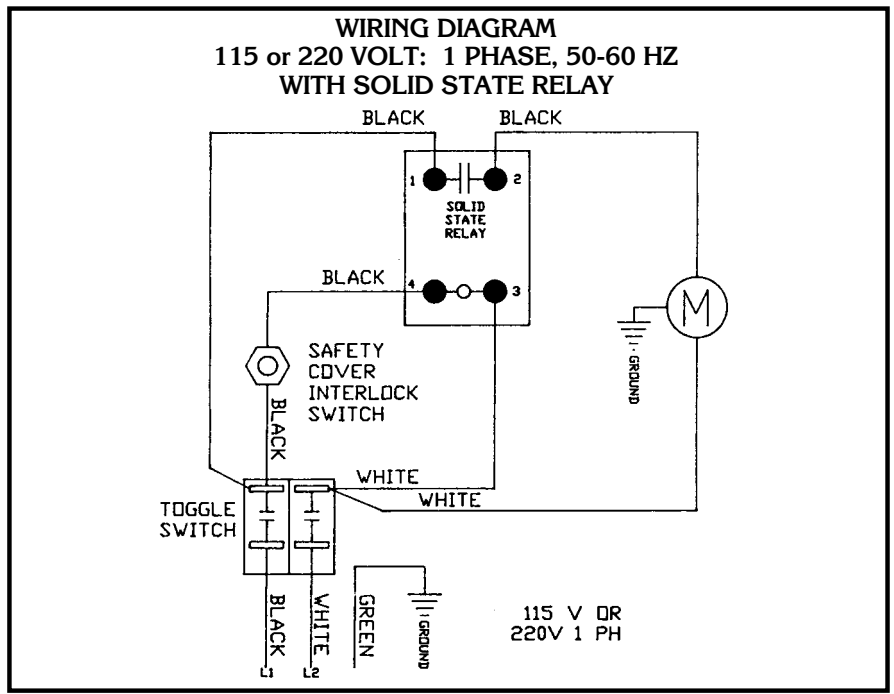 WIRING DIAGRAM
115 or 220 VOLT: 1 PHASE, 50-60 HZ
WITH SOLID STATE RELAY
BLACK
BLACK
1
2
SOLID
STATE
RELAY
BLACK
4
3
M
SAFETY
COVER
INTERLOCK
SWITCH
GROUND
BLACK
WHITE
WHITE
TOGGLE
SWITCH
BLACK
WHITE
GREEN
GROUND
115 V OR
220V 1 PH
L1
L2